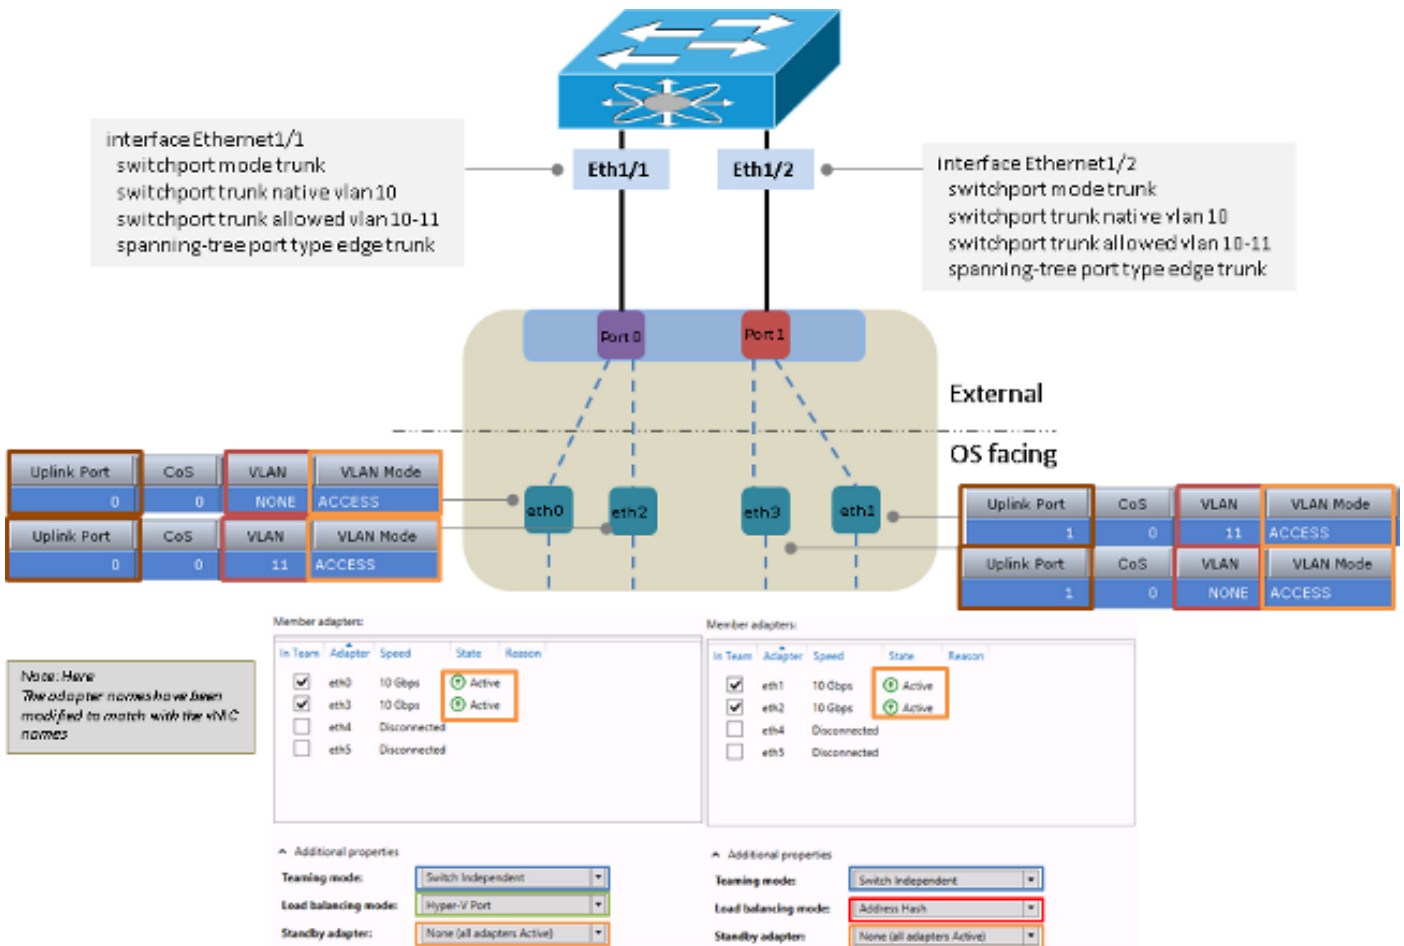 interface Ethernet1/1
switchport mode trunk
switchport trunk native vlan 10
switchport trunk allowed vlan 10-11
spanning-tree port type edge trunk
Eth1/1
Eth1/2
interface Ethernet1/2
switchport mode trunk
switchport trunk native vlan 10
switchport trunk allowed vlan 10-11
spanning-tree port type edge trunk
Port 0
Port 1
External
OS facing
Uplink Port CoS VLAN VLAN Mode
0 0 NONE ACCESS
Uplink Port CoS VLAN VLAN Mode
0 0 11 ACCESS
eth0
eth2
eth3
eth1
Uplink Port CoS VLAN VLAN Mode
1 0 11 ACCESS
Uplink Port CoS VLAN VLAN Mode
1 0 NONE ACCESS
Note: Here
The adapter names have been
modified to match with the vNIC
names
Member adapters:
In Team Adapter Speed State Reason
eth0 10 Gbps Active
eth3 10 Gbps Active
eth4 Disconnected
eth5 Disconnected
Additional properties
Teaming mode: Switch Independent
Load balancing mode: Hyper-V Port
Standby adapter: None (all adapters Active)
Member adapters:
In Team Adapter Speed State Reason
eth1 10 Gbps Active
eth2 10 Gbps Active
eth4 Disconnected
eth5 Disconnected
Additional properties
Teaming mode: Switch Independent
Load balancing mode: Address Hash
Standby adapter: None (all adapters Active)